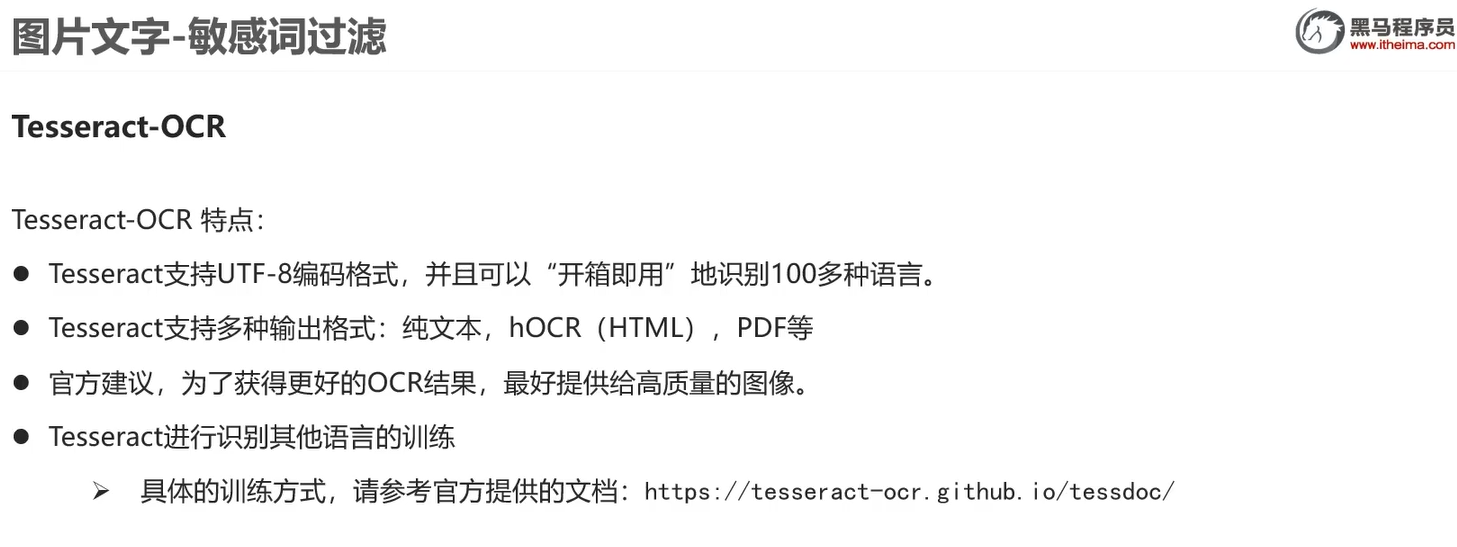 图片文字-敏感词过滤
黑马程序员
www.itheima.com
Tesseract-OCR
Tesseract-OCR 特点：
● Tesseract支持UTF-8编码格式，并且可以“开箱即用”地识别100多种语言。
● Tesseract支持多种输出格式：纯文本，hOCR（HTML），PDF等
● 官方建议，为了获得更好的OCR结果，最好提供给高质量的图像。
● Tesseract进行识别其他语言的训练
➢ 具体的训练方式，请参考官方提供的文档：https://tesseract-ocr.github.io/tessdoc/